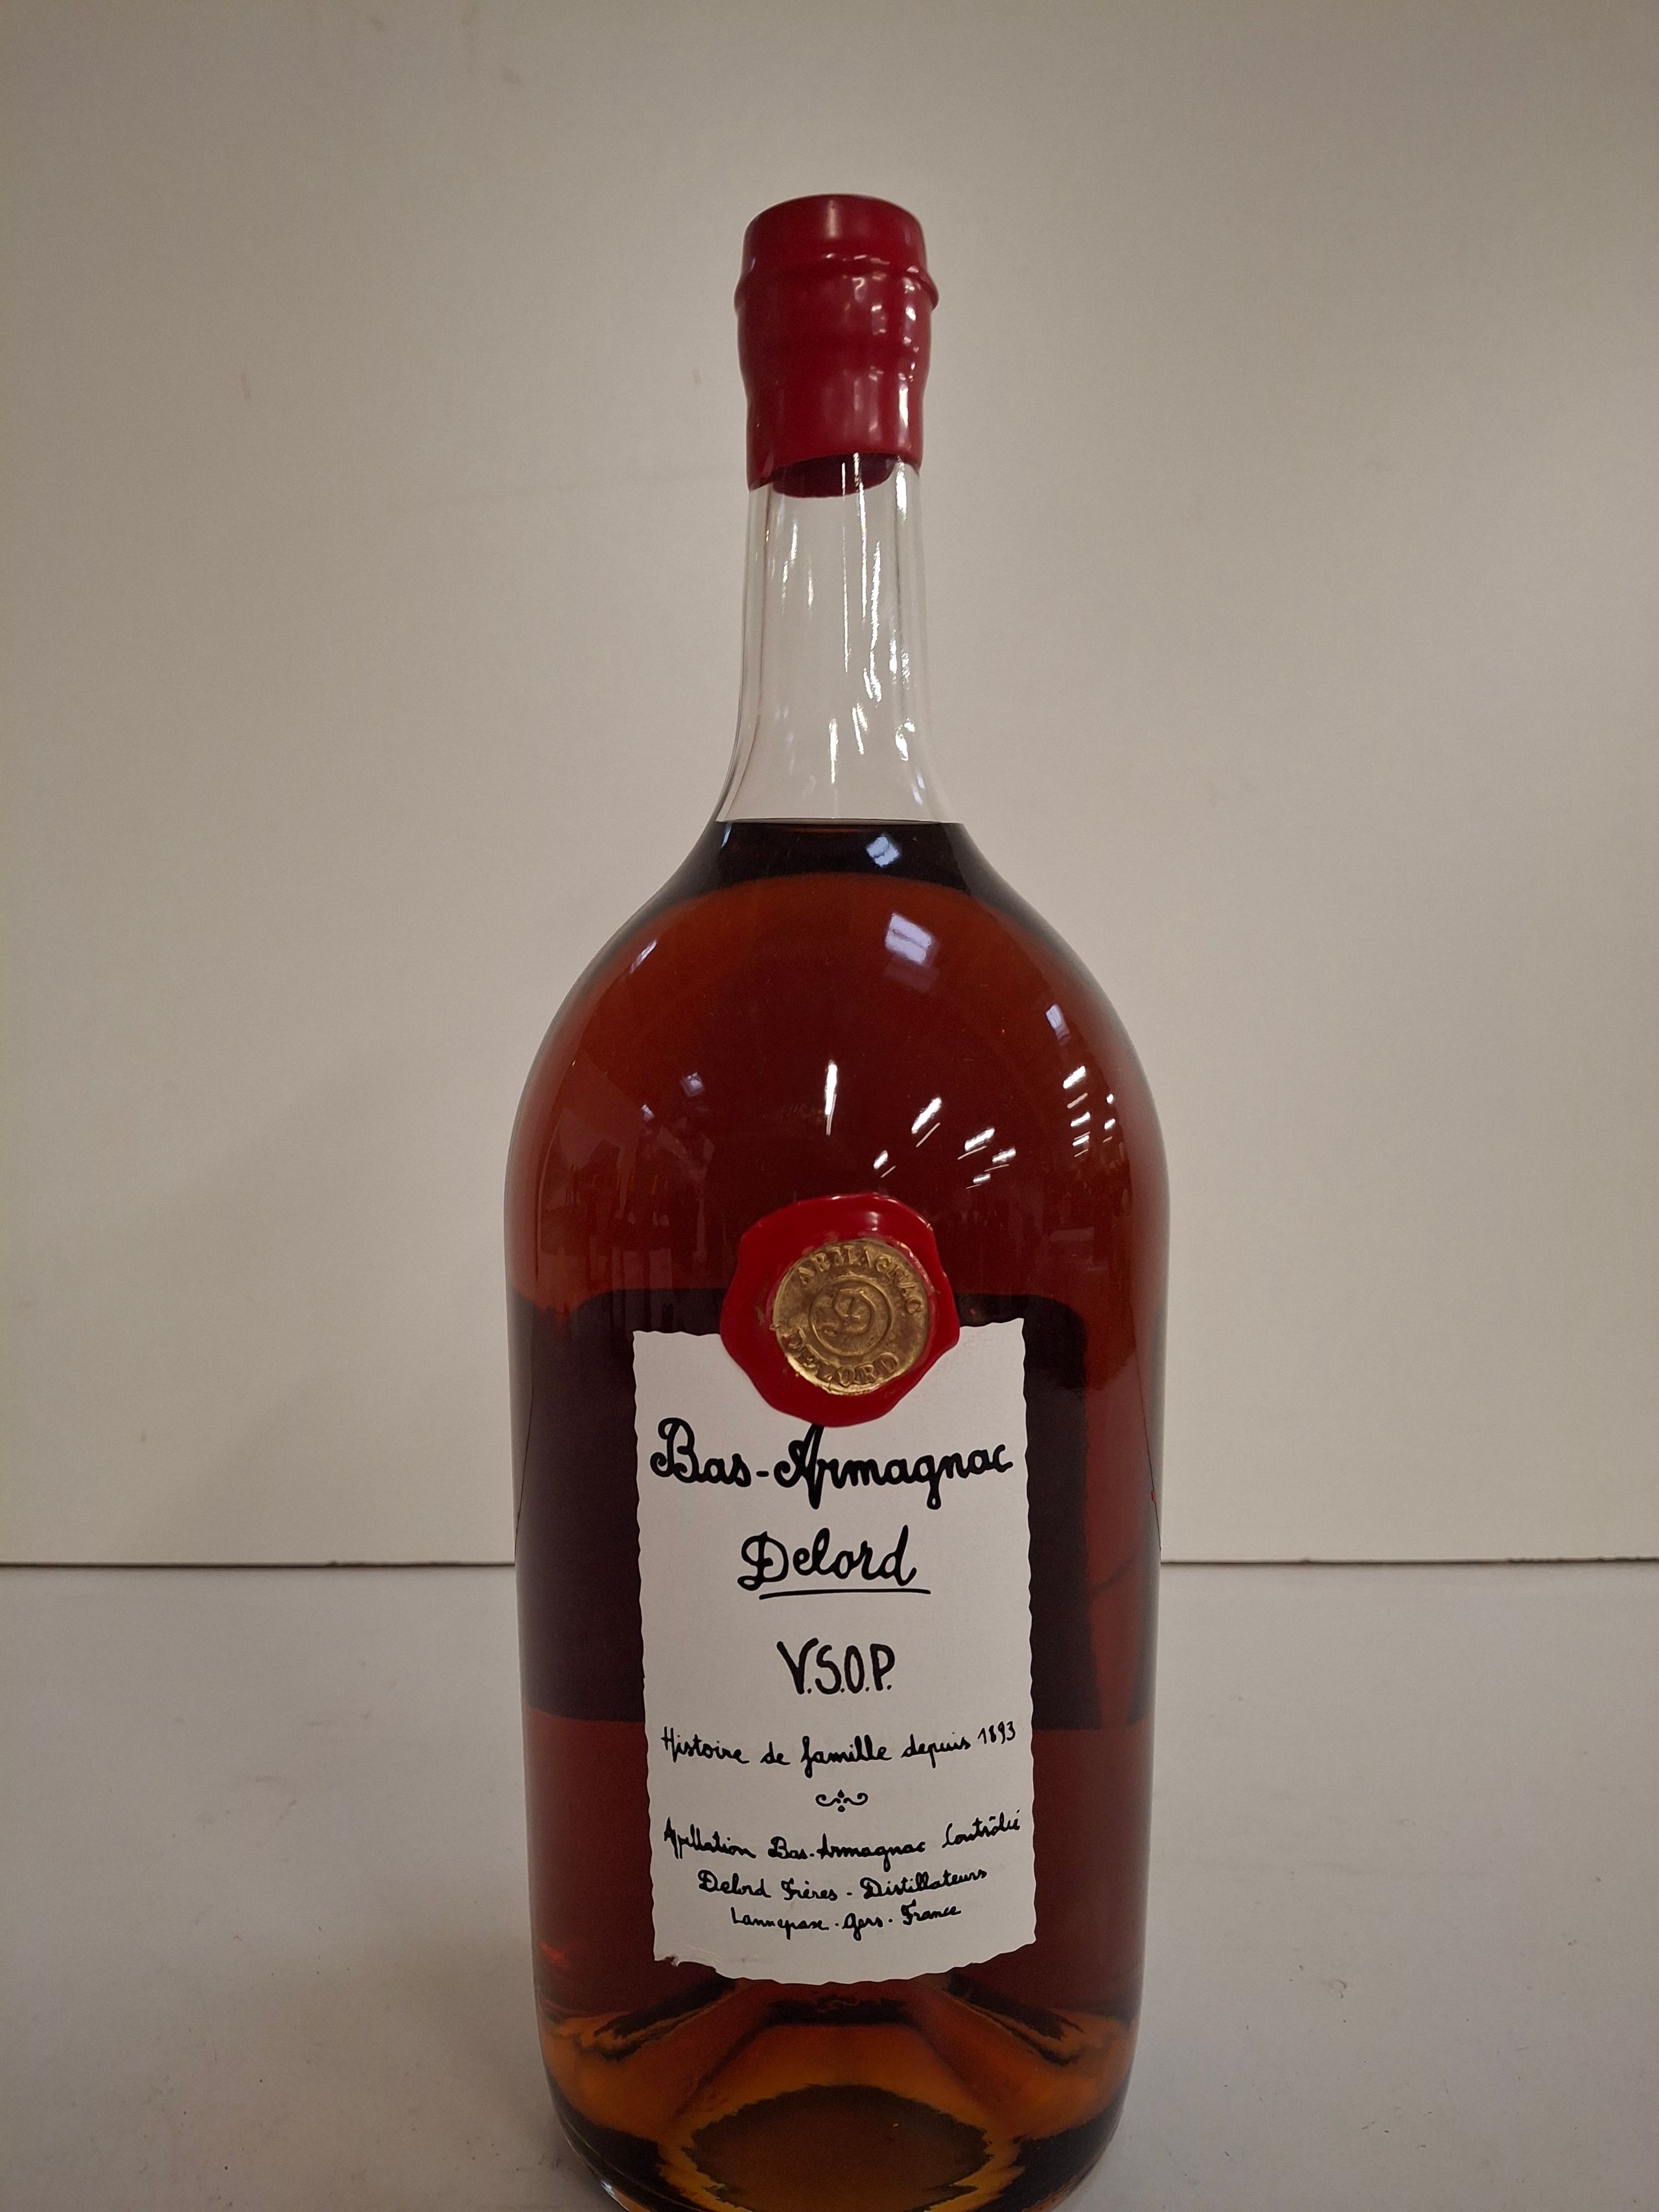 ARMAGNAC
D
DELORD
Bas-Armagnac
Delord
V.S.O.P.
Histoire de famille depuis 1893
Appellation Bas-Armagnac Contrôlée
Delord Frères - Distillateurs
Lannepax - Gers - France